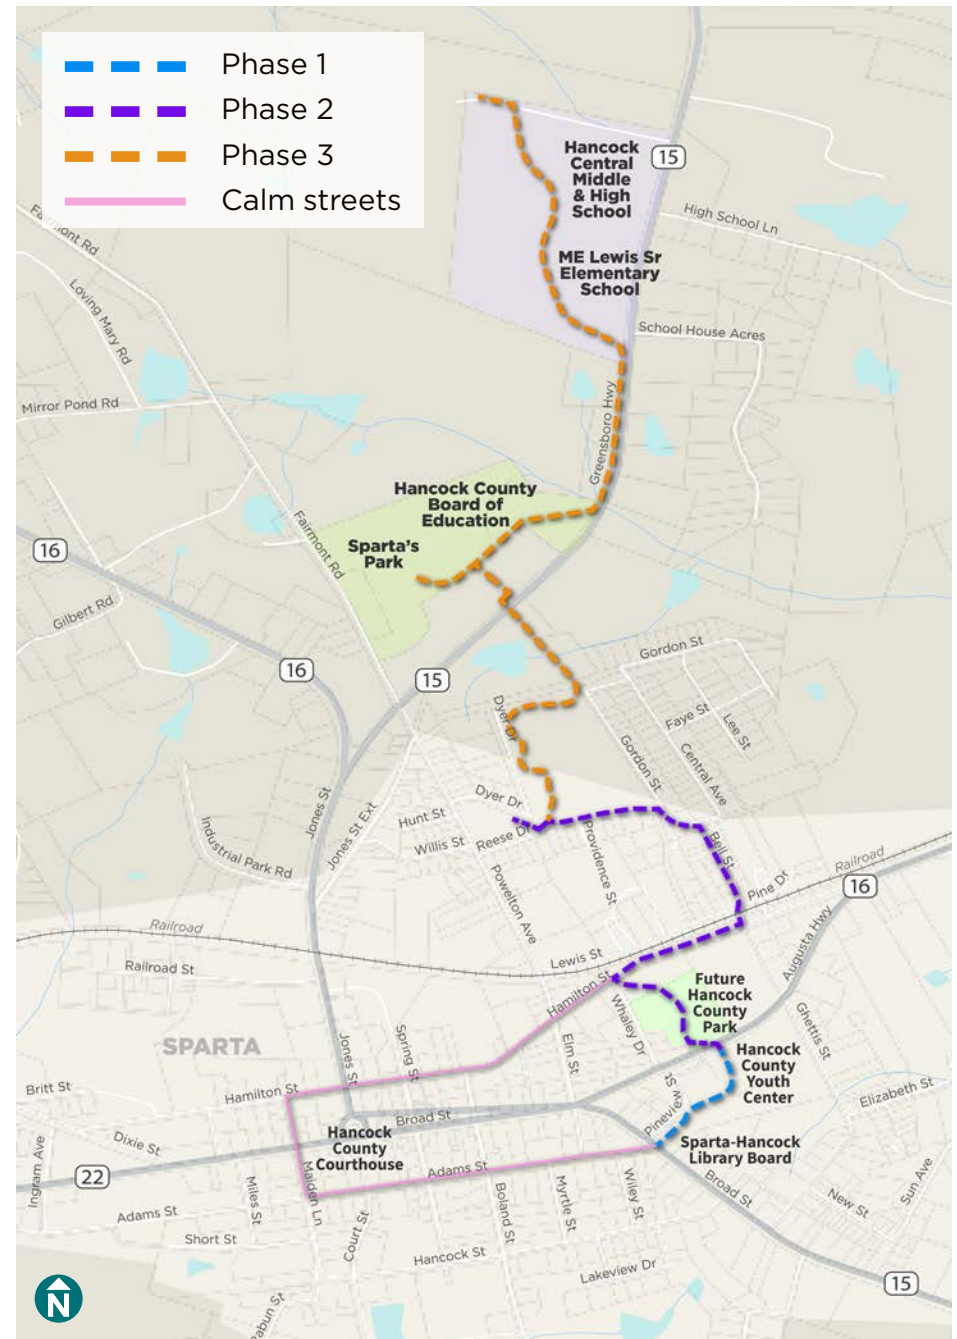 Phase 1
Phase 2
Phase 3
Calm streets
Hancock
Central
Middle
& High
School
15
High School Ln
Fairmont Rd
ME Lewis Sr
Elementary
School
Loving Mary Rd
School House Acres
Mirror Pond Rd
Greensboro Hwy
Hancock County
Board of
Education
Fairmont Rd
Sparta's
Park
16
Gilbert Rd
16
15
Gordon St
Dyer Dr
Faye St
Lee St
Gordon St
Central Ave
Dyer Dr
Jones St
Hunt St
Jones St Ext
Willis St
Reese Dr
Providence St
Bell St
Industrial Park Rd
Powelton Ave
Pine Dr
Railroad
16
Railroad
Augusta Hwy
Lewis St
Railroad St
Hamilton St
Future
Hancock
County
Park
Whaley Dr
Ghettis St
SPARTA
Jones St
Spring St
Elm St
Hancock
County
Youth
Center
Britt St
Hamilton St
Elizabeth St
Broad St
Pineview St
Dixie St
Hancock
County
Courthouse
Sparta-Hancock
Library Board
Ingram Ave
22
Maiden Ln
Adams St
Broad St
Sun Ave
Miles St
Boland St
Myrtle St
Wiley St
New St
Adams St
Court St
Short St
Hancock St
Lakeview Dr
15
N
abun St